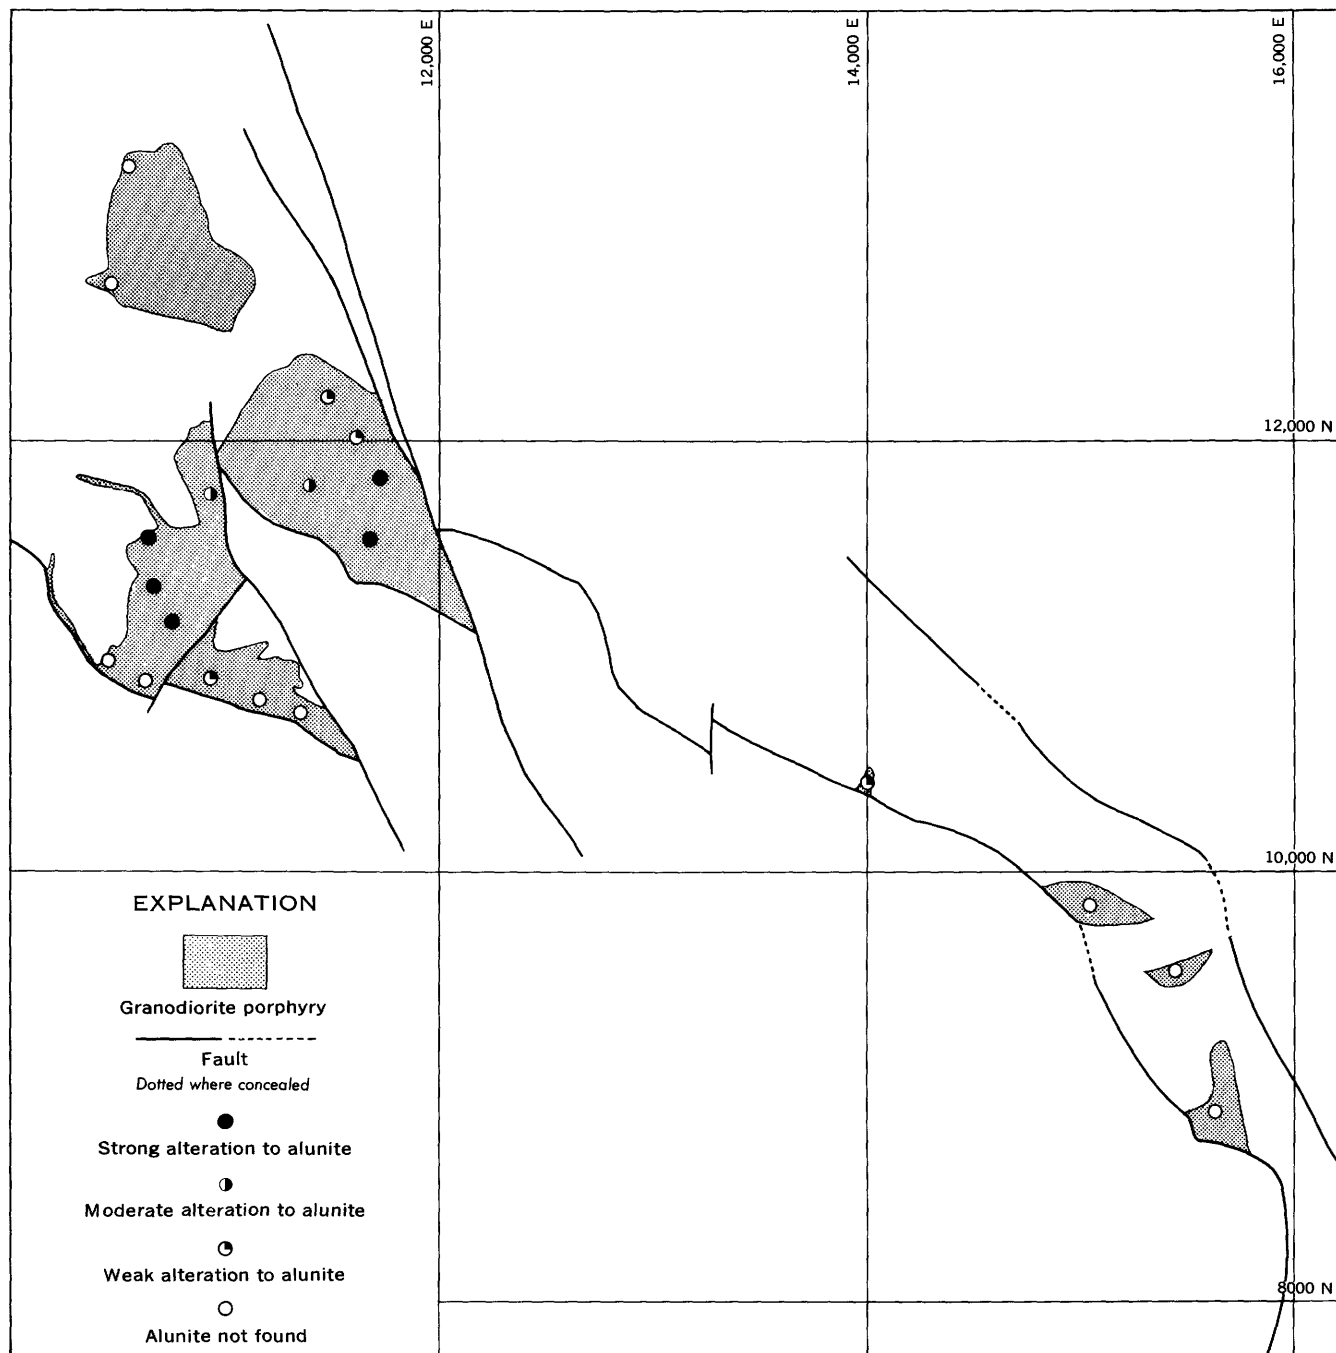 12,000 E
14,000 E
16,000 E
12,000 N
10,000 N
8000 N
EXPLANATION
Granodiorite porphyry
Fault
Dotted where concealed
Strong alteration to alunite
Moderate alteration to alunite
Weak alteration to alunite
Alunite not found